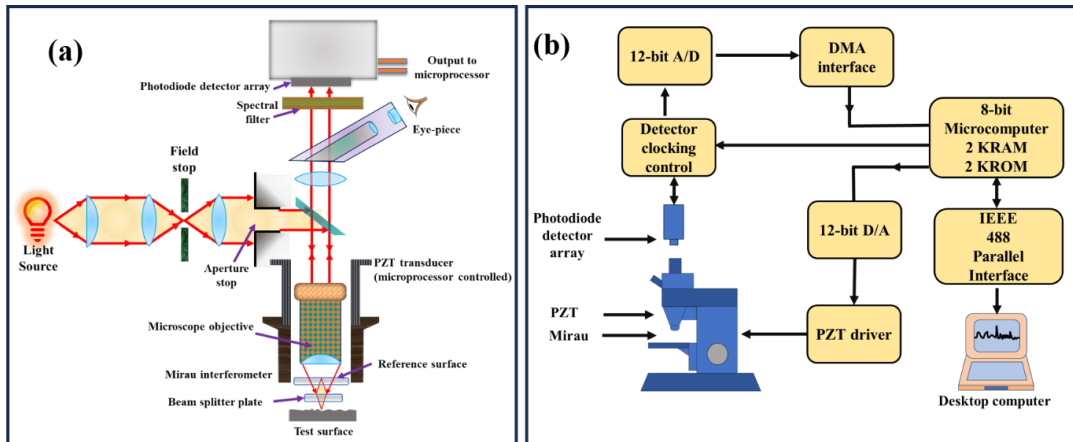 (a)
Output to
microprocessor
Photodiode detector array
Spectral
filter
Eye-piece
Field
stop
Light
Source
Aperture
stop
PZT transducer
(microprocessor controlled)
Microscope objective
Reference surface
Mirau interferometer
Beam splitter plate
Test surface
(b)
12-bit A/D
DMA
interface
Detector
clocking
control
8-bit
Microcomputer
2 KRAM
2 KROM
Photodiode
detector
array
12-bit D/A
IEEE
488
Parallel
Interface
PZT
Mirau
PZT driver
Desktop computer